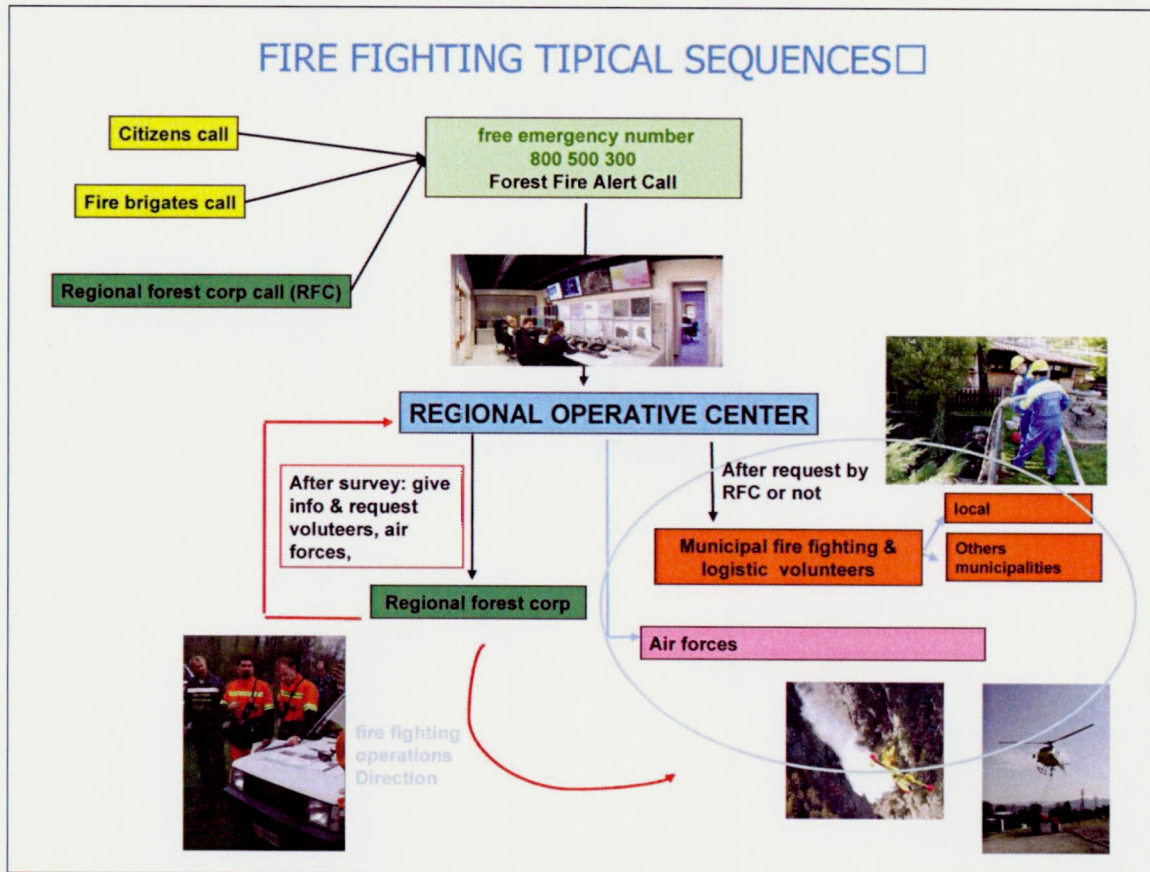 FIRE FIGHTING TIPICAL SEQUENCES□
Citizens call
Fire brigates call
Regional forest corp call (RFC)
free emergency number
800 500 300
Forest Fire Alert Call
REGIONAL OPERATIVE CENTER
After survey: give
info & request
voluteers, air
forces,
After request by
RFC or not
local
Municipal fire fighting &
logistic volunteers
Others
municipalities
Regional forest corp
Air forces
fire fighting
operations
Direction